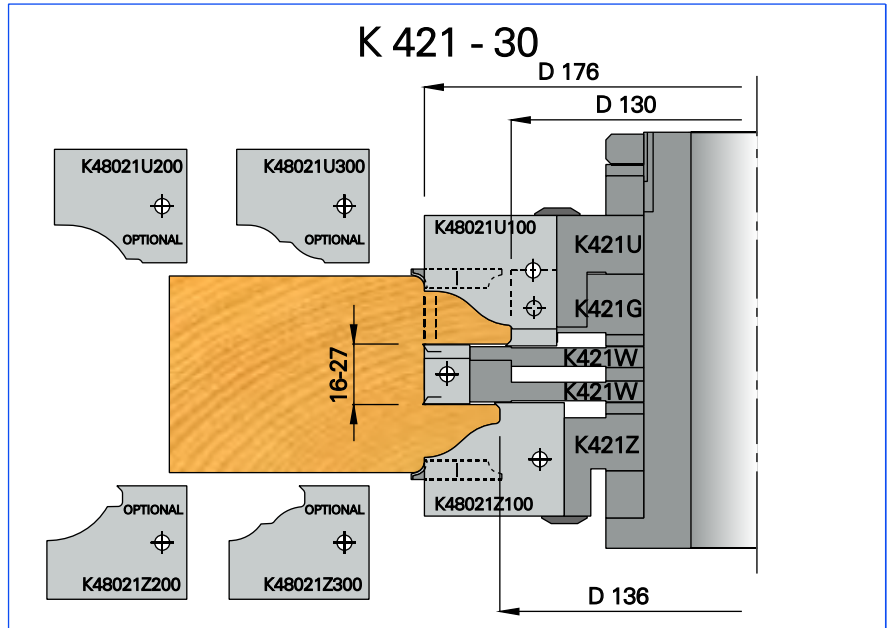 K 421 - 30
D 176
D 130
K48021U200
OPTIONAL
K48021U300
OPTIONAL
K48021U100
K421U
K421G
K421W
K421W
K421Z
16-27
K48021Z100
OPTIONAL
K48021Z200
OPTIONAL
K48021Z300
D 136